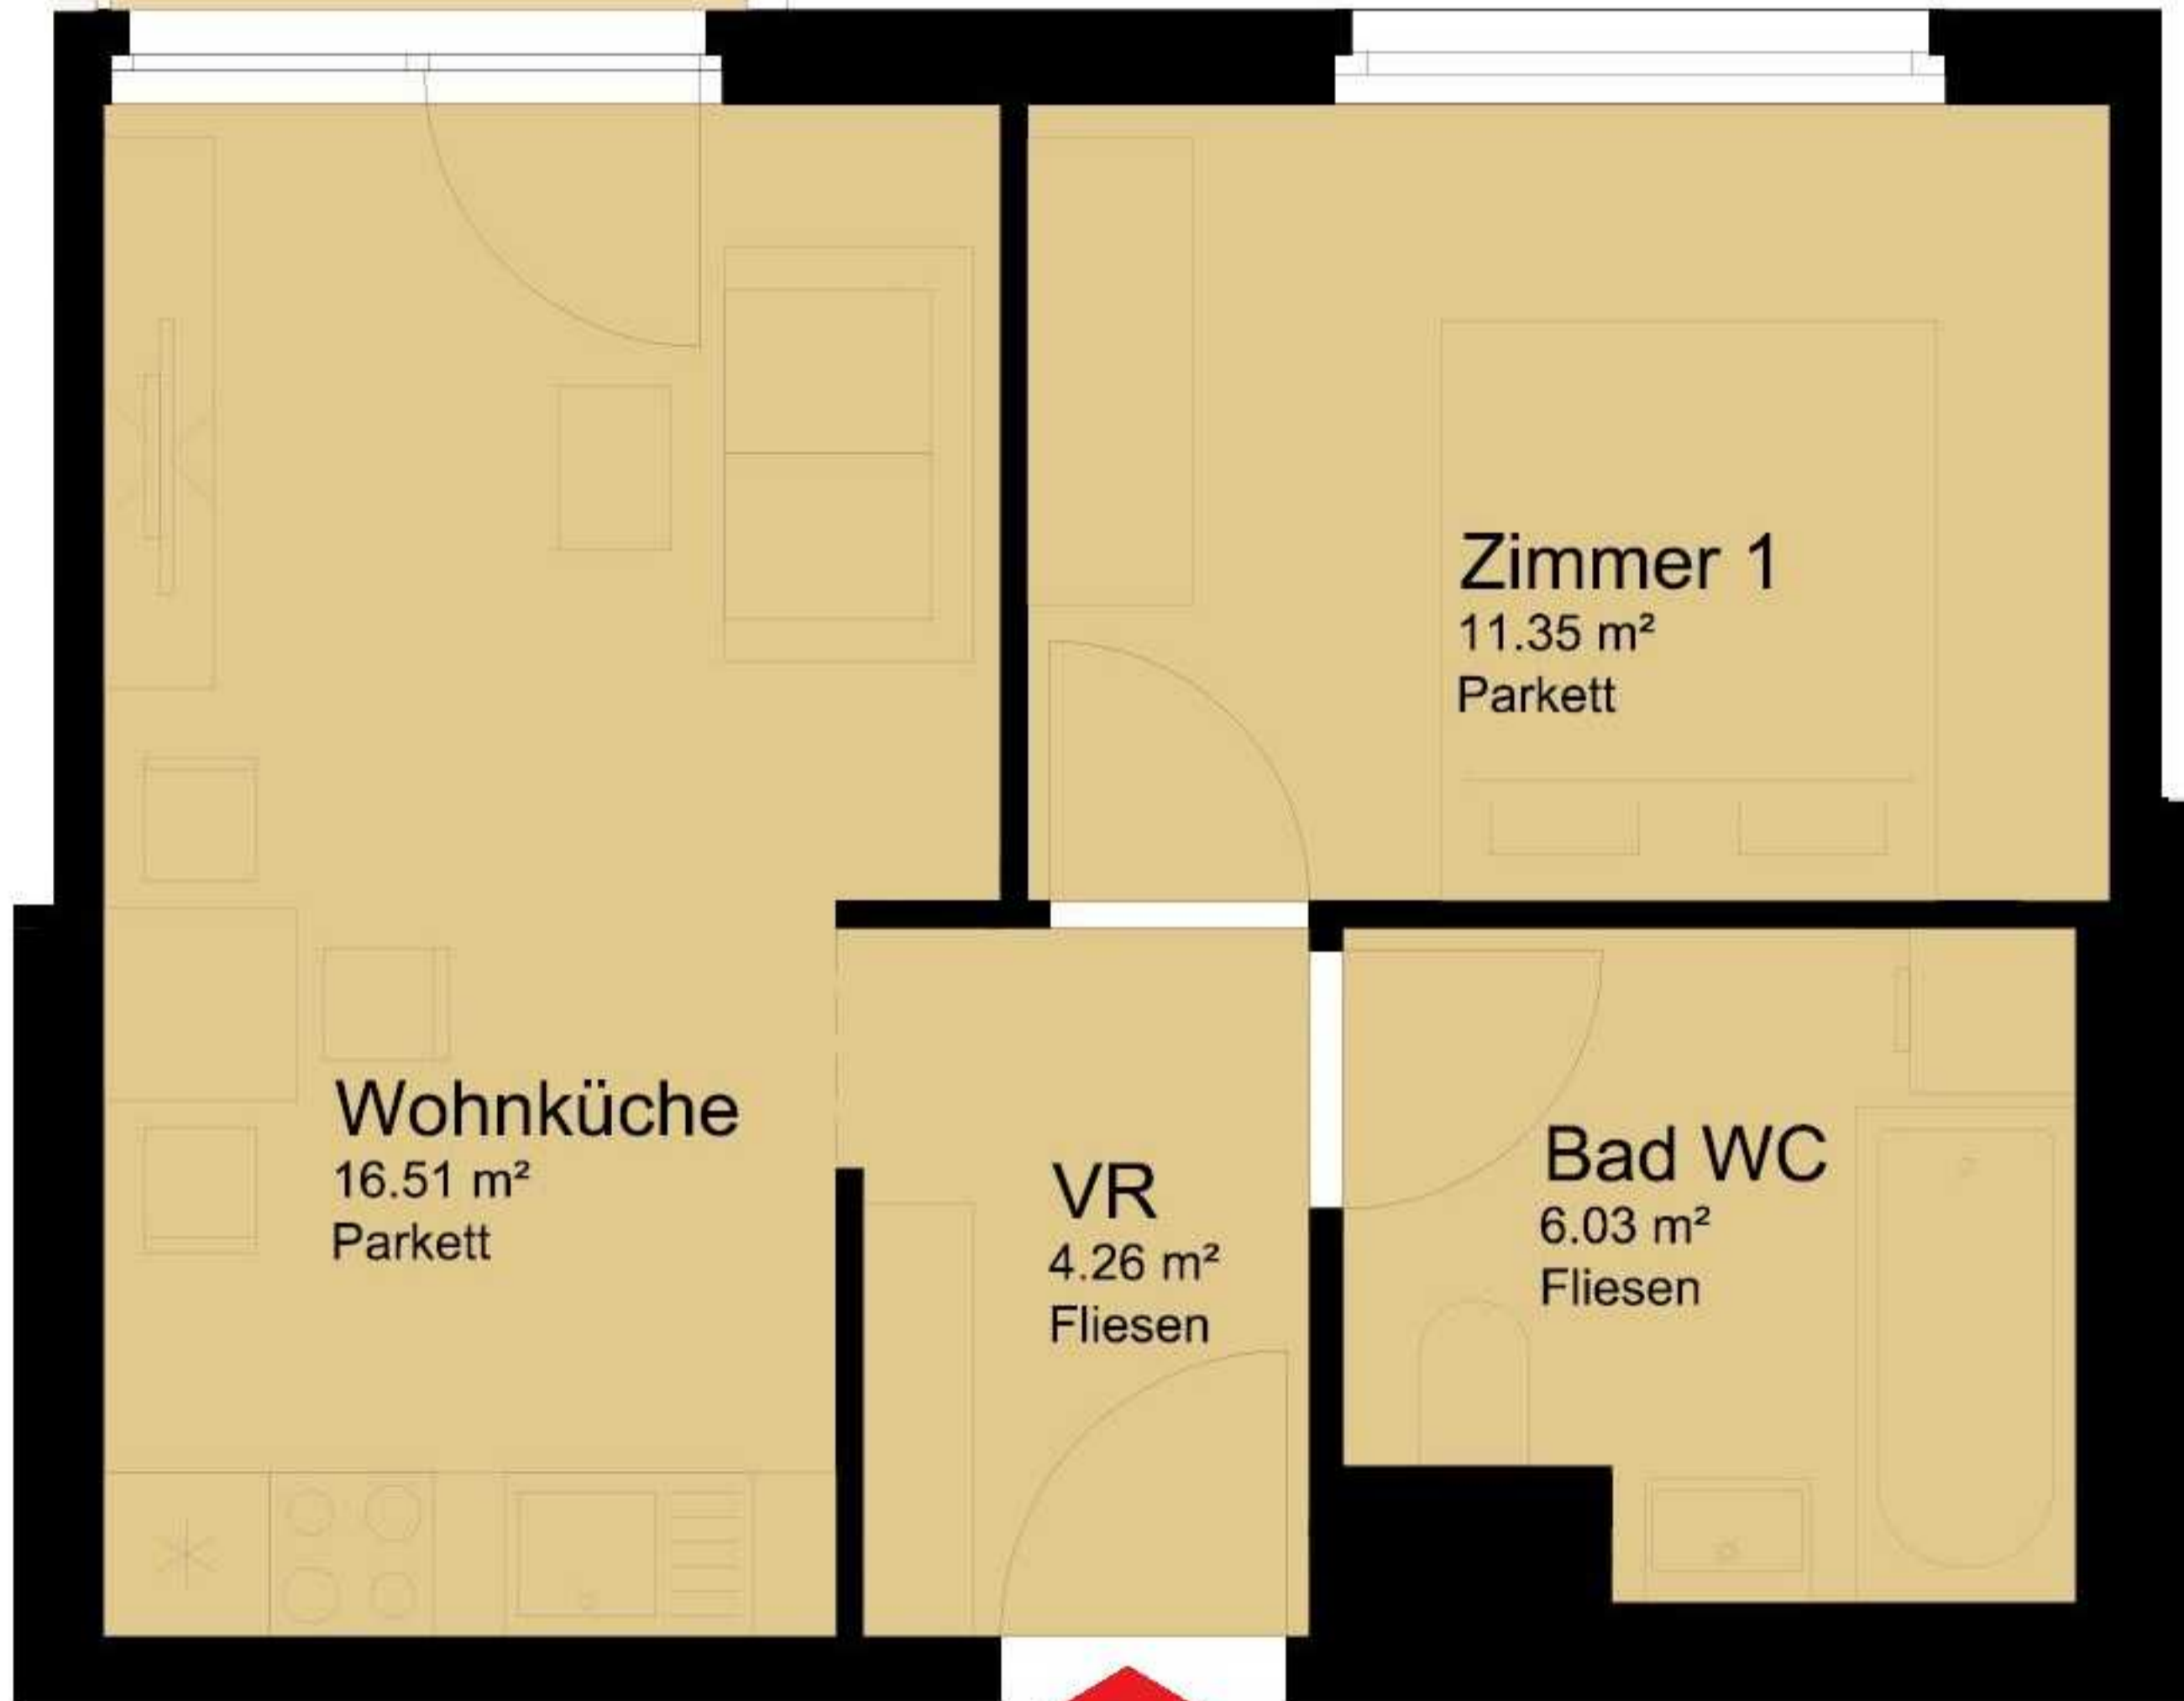 Zimmer 1
11.35 m²
Parkett
Wohnküche
16.51 m²
Parkett
VR
4.26 m²
Fliesen
Bad WC
6.03 m²
Fliesen